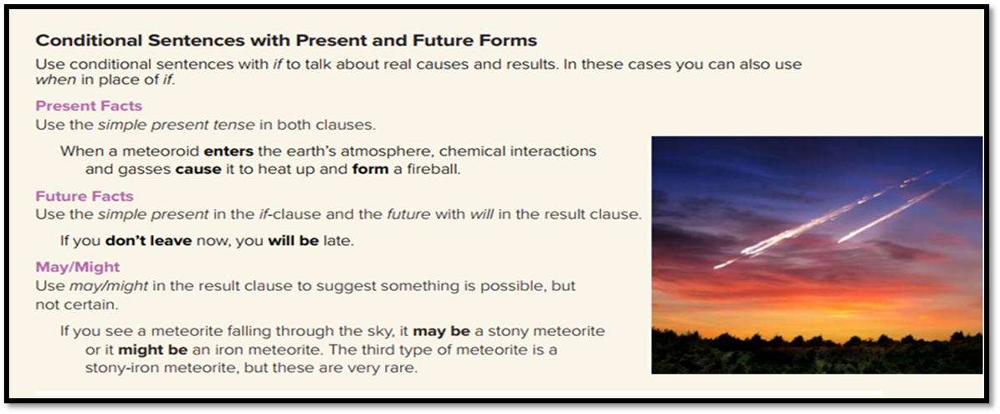 Conditional Sentences with Present and Future Forms
Use conditional sentences with if to talk about real causes and results. In these cases you can also use
when in place of if.
Present Facts
Use the simple present tense in both clauses.
When a meteoroid enters the earth's atmosphere, chemical interactions
and gasses cause it to heat up and form a fireball.
Future Facts
Use the simple present in the if-clause and the future with will in the result clause.
If you don't leave now, you will be late.
May/Might
Use may/might in the result clause to suggest something is possible, but
not certain.
If you see a meteorite falling through the sky, it may be a stony meteorite
or it might be an iron meteorite. The third type of meteorite is a
stony-iron meteorite, but these are very rare.